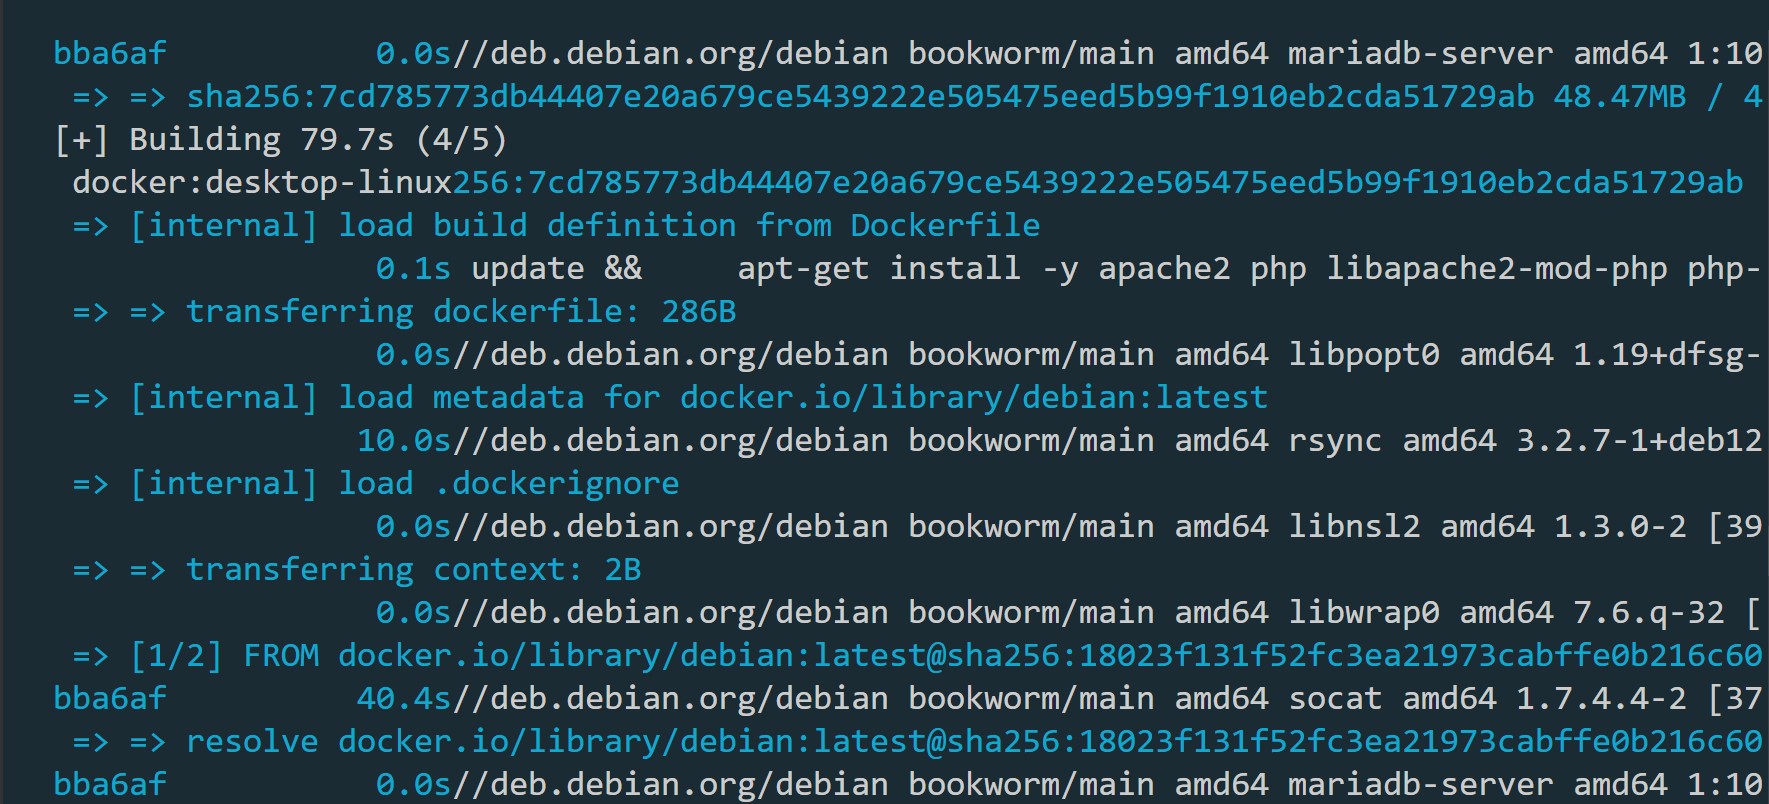 bba6af           0.0s//deb.debian.org/debian bookworm/main amd64 mariadb-server amd64 1:10
 => => sha256:7cd785773db44407e20a679ce5439222e505475eed5b99f1910eb2cda51729ab 48.47MB / 4
[+] Building 79.7s (4/5)
 docker:desktop-linux256:7cd785773db44407e20a679ce5439222e505475eed5b99f1910eb2cda51729ab
 => [internal] load build definition from Dockerfile
                 0.1s update &&     apt-get install -y apache2 php libapache2-mod-php php-
 => => transferring dockerfile: 286B
                 0.0s//deb.debian.org/debian bookworm/main amd64 libpopt0 amd64 1.19+dfsg-
 => [internal] load metadata for docker.io/library/debian:latest
                10.0s//deb.debian.org/debian bookworm/main amd64 rsync amd64 3.2.7-1+deb12
 => [internal] load .dockerignore
                 0.0s//deb.debian.org/debian bookworm/main amd64 libnsl2 amd64 1.3.0-2 [39
 => => transferring context: 2B
                 0.0s//deb.debian.org/debian bookworm/main amd64 libwrap0 amd64 7.6.q-32 [
 => [1/2] FROM docker.io/library/debian:latest@sha256:18023f131f52fc3ea21973cabffe0b216c60
bba6af          40.4s//deb.debian.org/debian bookworm/main amd64 socat amd64 1.7.4.4-2 [37
 => => resolve docker.io/library/debian:latest@sha256:18023f131f52fc3ea21973cabffe0b216c60
bba6af           0.0s//deb.debian.org/debian bookworm/main amd64 mariadb-server amd64 1:10